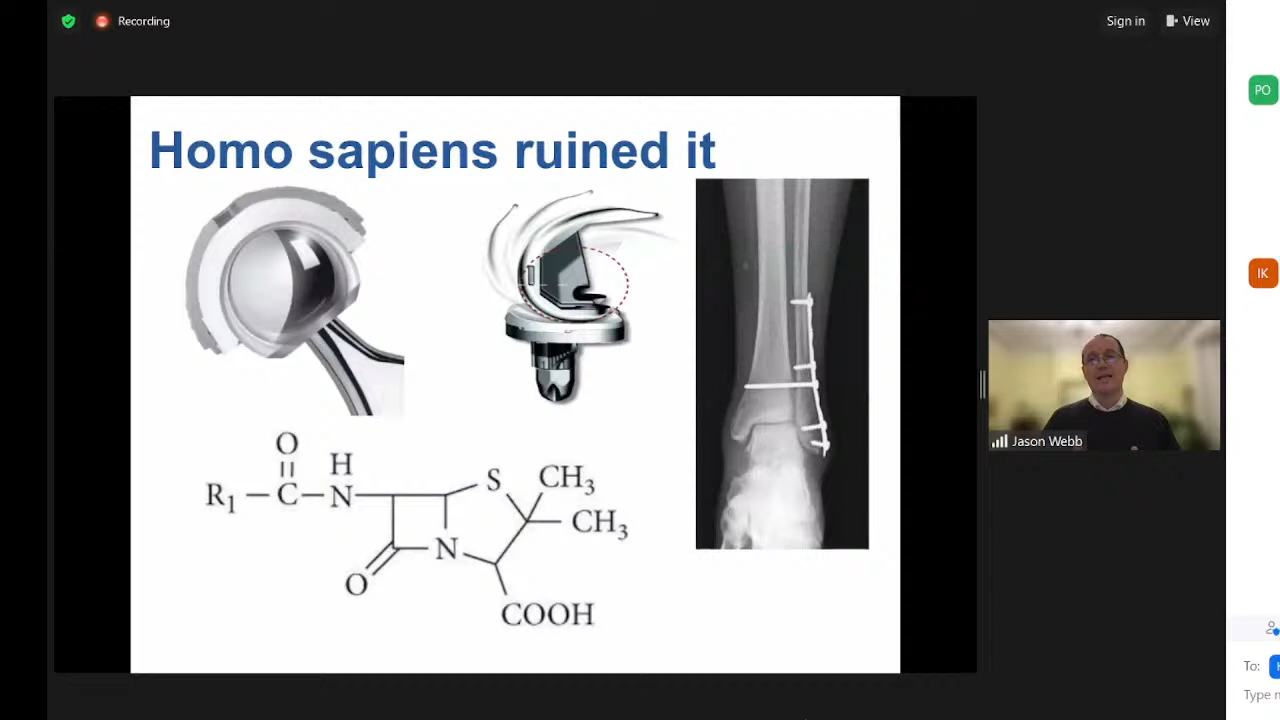 Recording
Sign in
View
PO
Homo sapiens ruined it
IK
Jason Webb
O
H
R1 C N S CH3
CH3
N
O
COOH
To:
Type